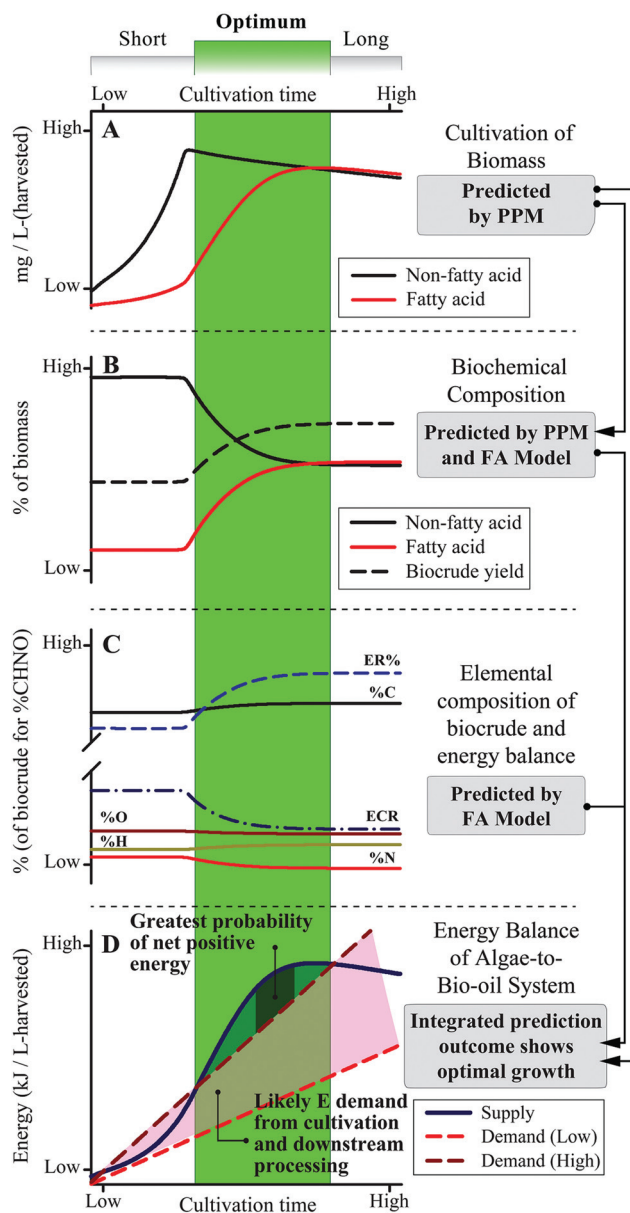 Optimum
Short
Long
Low
Cultivation time
High
mg / L-(harvested)
High
Low
A
Non-fatty acid
Fatty acid
Cultivation of
Biomass
Predicted
by PPM
% of biomass
High
Low
B
Non-fatty acid
Fatty acid
Biocrude yield
Biochemical
Composition
Predicted by PPM
and FA Model
% (of biocrude for %CHNO)
High
Low
C
ER%
%C
ECR
%O
%H
%N
Elemental
composition of
biocrude and
energy balance
Predicted by
FA Model
Energy (kJ / L-harvested)
High
Low
D
Greatest probability
of net positive
energy
Likely E demand
from cultivation
and downstream
processing
Energy Balance
of Algae-to-
Bio-oil System
Integrated prediction
outcome shows
optimal growth
Supply
Demand (Low)
Demand (High)
Low
Cultivation time
High